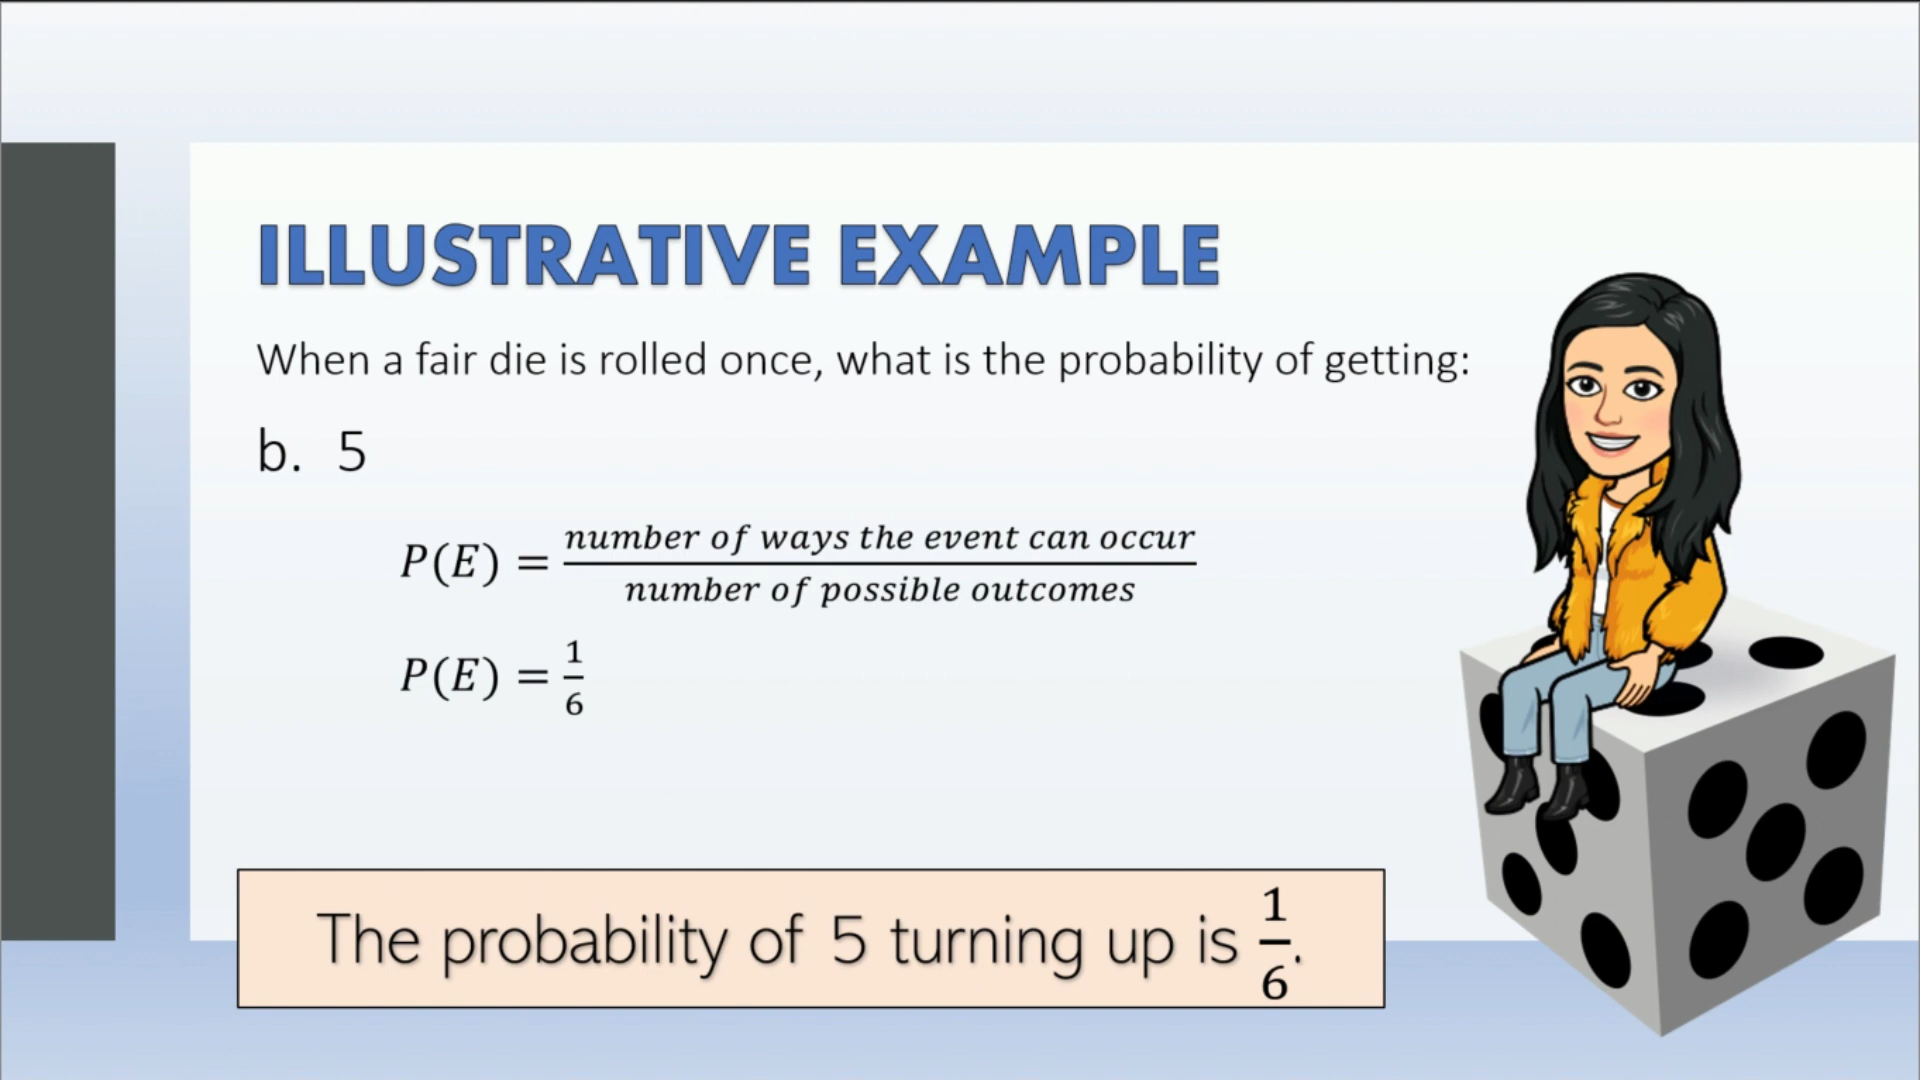 ILLUSTRATIVE EXAMPLE
When a fair die is rolled once, what is the probability of getting:
b. 5
P(E) = number of ways the event can occur / number of possible outcomes
P(E) = 1/6
The probability of 5 turning up is 1/6.